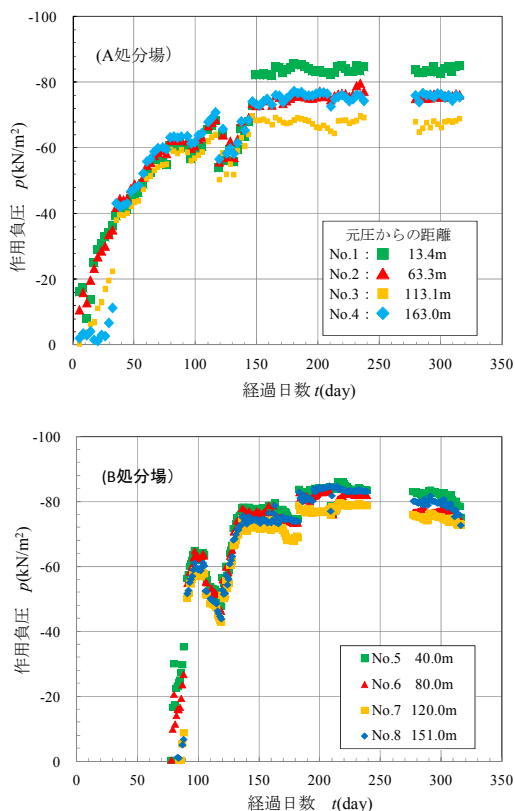 (A処分場)
-100
-80
-60
-40
-20
0
作用負圧 p(kN/m²)
元圧からの距離
No.1 : 13.4m
No.2 : 63.3m
No.3 : 113.1m
No.4 : 163.0m
0 50 100 150 200 250 300 350
経過日数 t(day)
(B処分場)
-100
-80
-60
-40
-20
0
作用負圧 p(kN/m²)
No.5 40.0m
No.6 80.0m
No.7 120.0m
No.8 151.0m
0 50 100 150 200 250 300 350
経過日数 t(day)